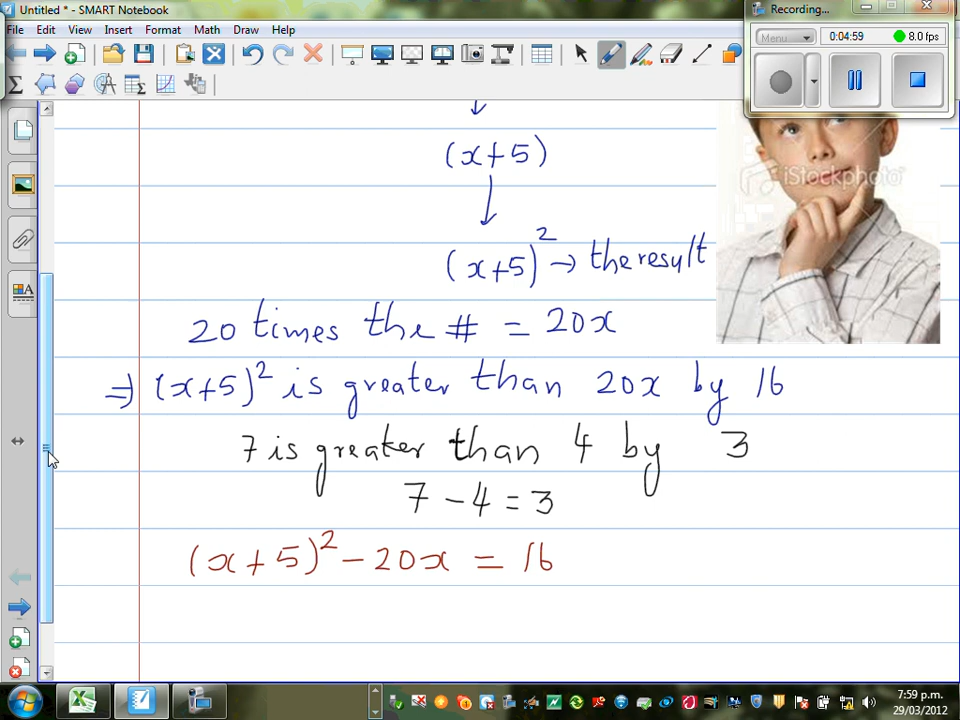 Untitled * - SMART Notebook
File Edit View Insert Format Math Draw Help
Recording...
Menu 0:04:59 8.0 fps
(x+5)
iStockphoto
(x+5)² → the result
20 times the # = 20x
⇒ (x+5)² is greater than 20x by 16
7 is greater than 4 by 3
7 - 4 = 3
(x+5)² - 20x = 16
7:59 p.m.
29/03/2012